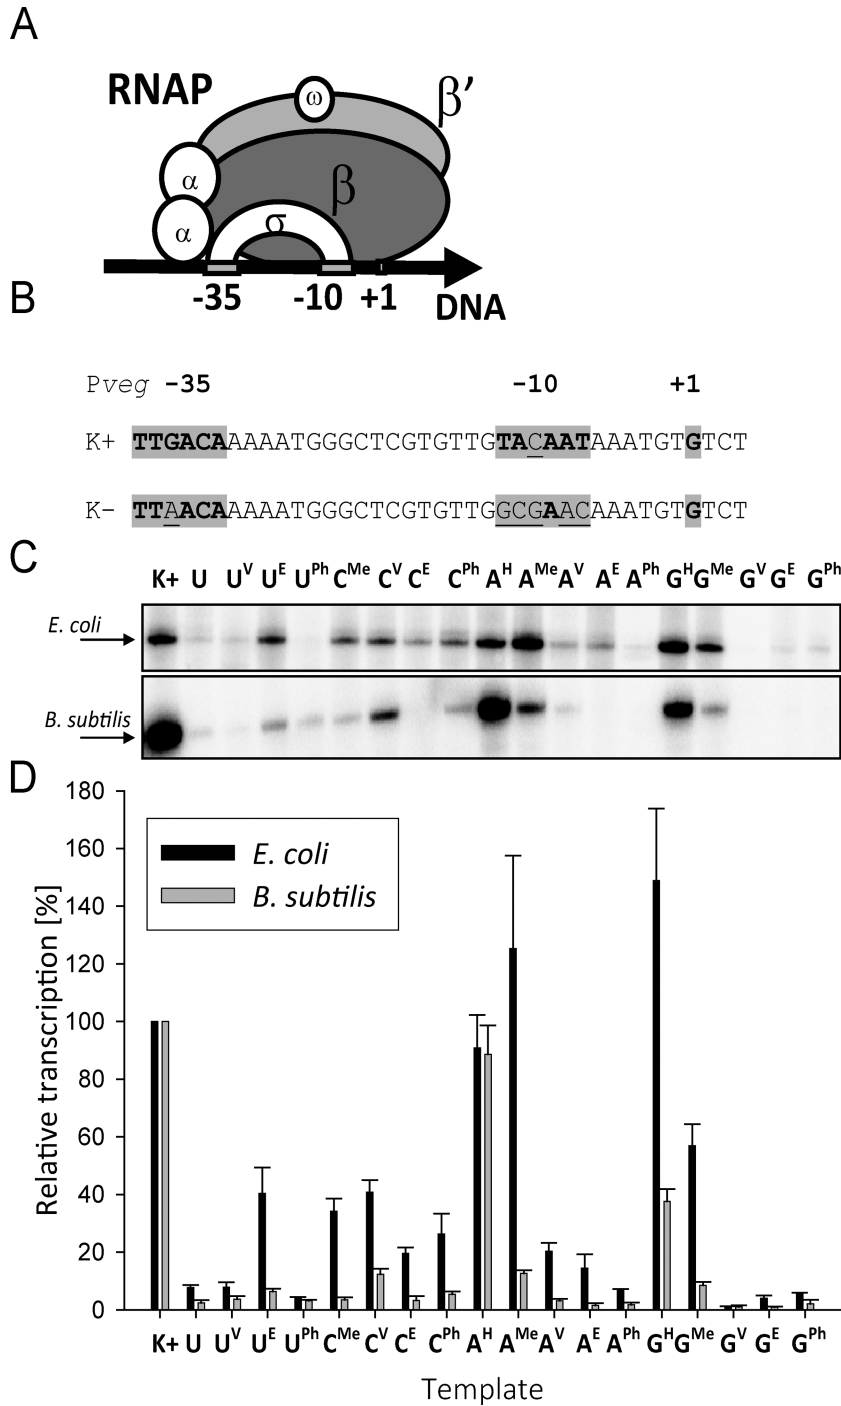 A
RNAP
ω
β'
β
α
σ
α
-35 -10 +1
DNA
B
Pveg -35 -10 +1
K+ TTGACAAAAATGGGCTCGTGTTGTACAATAAATGTGTCT
K- TTAACAAAAATGGGCTCGTGTTGGCGAACAAATGTGTCT
C
K+ U U^V U^E U^Ph C^Me C^V C^E C^Ph A^H A^Me A^V A^E A^Ph G^H G^Me G^V G^E G^Ph
E. coli
B. subtilis
D
180
160
140
120
100
80
60
40
20
0
Relative transcription [%]
E. coli
B. subtilis
K+ U U^V U^E U^Ph C^Me C^V C^E C^Ph A^H A^Me A^V A^E A^Ph G^H G^Me G^V G^E G^Ph
Template